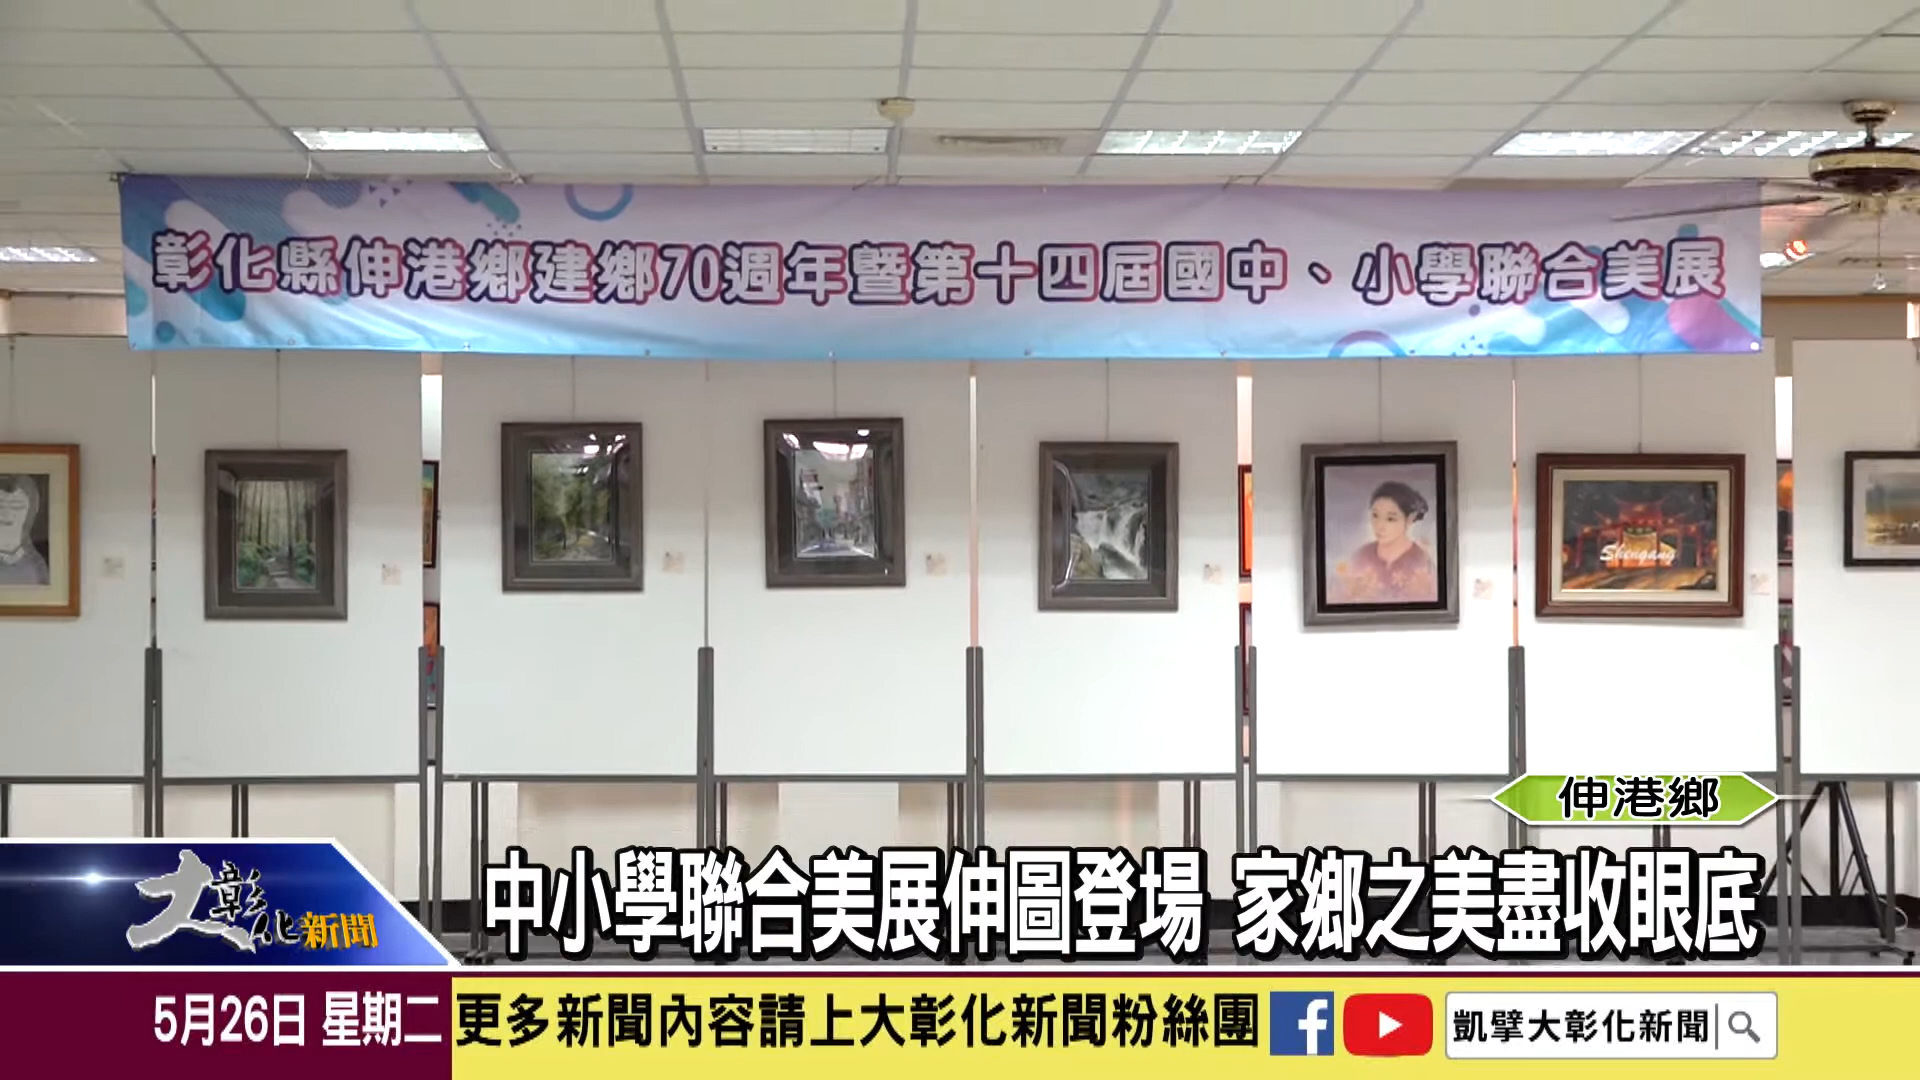 彰化縣伸港鄉建鄉70週年暨第十四屆國中、小學聯合美展
Shengang
伸港鄉
大彰化新聞
中小學聯合美展伸圖登場 家鄉之美盡收眼底
5月26日 星期二
更多新聞內容請上大彰化新聞粉絲團
凱擘大彰化新聞